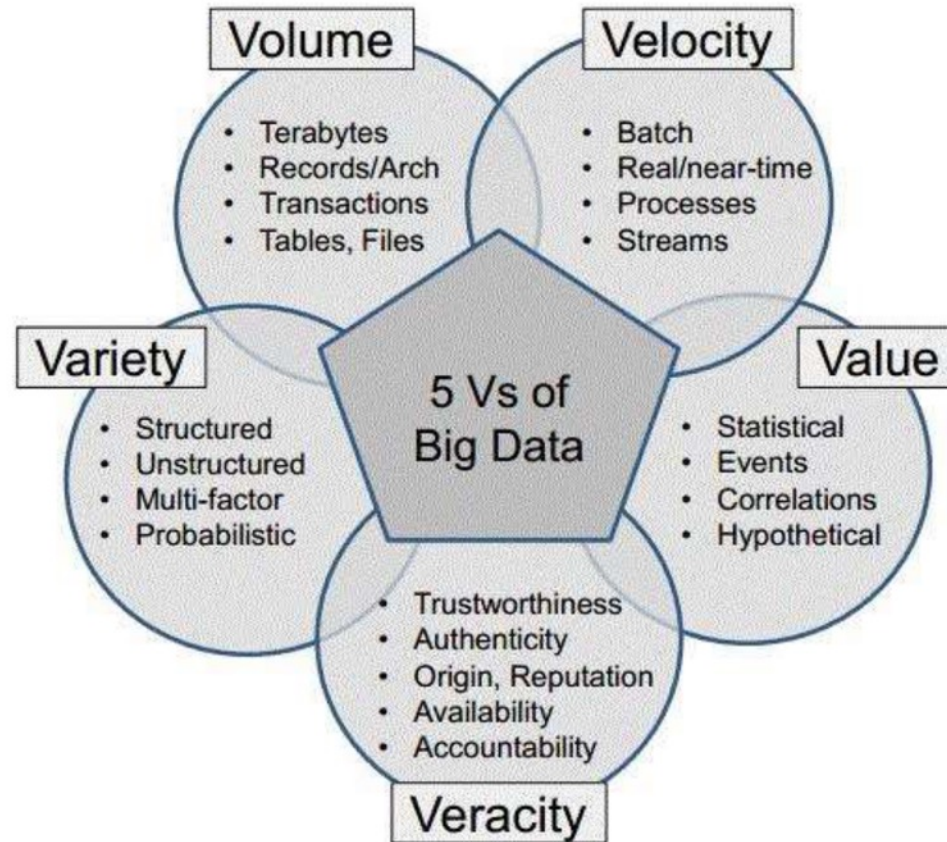 Volume
• Terabytes
• Records/Arch
• Transactions
• Tables, Files
Velocity
• Batch
• Real/near-time
• Processes
• Streams
Variety
• Structured
• Unstructured
• Multi-factor
• Probabilistic
5 Vs of
Big Data
Value
• Statistical
• Events
• Correlations
• Hypothetical
• Trustworthiness
• Authenticity
• Origin, Reputation
• Availability
• Accountability
Veracity